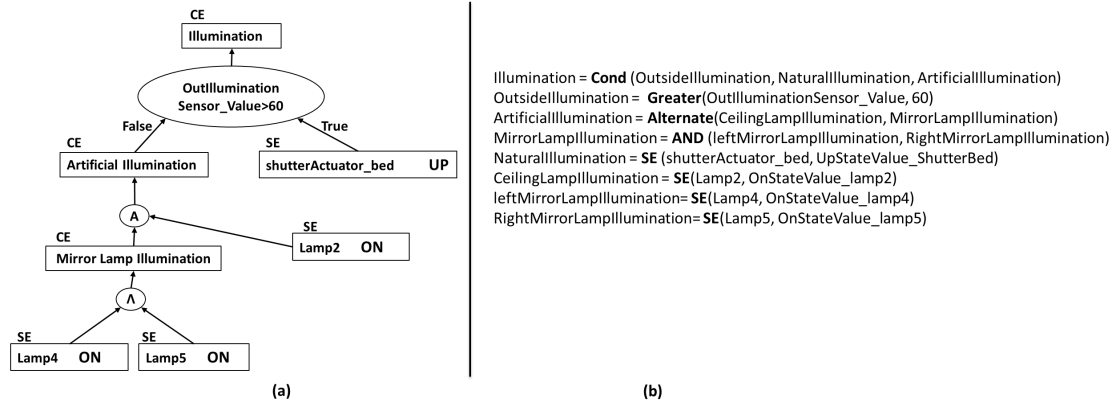 CE
Illumination
OutIllumination
Sensor_Value>60
False
True
CE
Artificial Illumination
SE
shutterActuator_bed UP
A
SE
Lamp2 ON
CE
Mirror Lamp Illumination
Λ
SE
Lamp4 ON
SE
Lamp5 ON
(a)
Illumination = Cond (OutsideIllumination, NaturalIllumination, ArtificialIllumination)
OutsideIllumination = Greater(OutIlluminationSensor_Value, 60)
ArtificialIllumination = Alternate(CeilingLampIllumination, MirrorLampIllumination)
MirrorLampIllumination = AND (leftMirrorLampIllumination, RightMirrorLampIllumination)
NaturalIllumination = SE (shutterActuator_bed, UpStateValue_ShutterBed)
CeilingLampIllumination = SE(Lamp2, OnStateValue_lamp2)
leftMirrorLampIllumination= SE(Lamp4, OnStateValue_lamp4)
RightMirrorLampIllumination= SE(Lamp5, OnStateValue_lamp5)
(b)